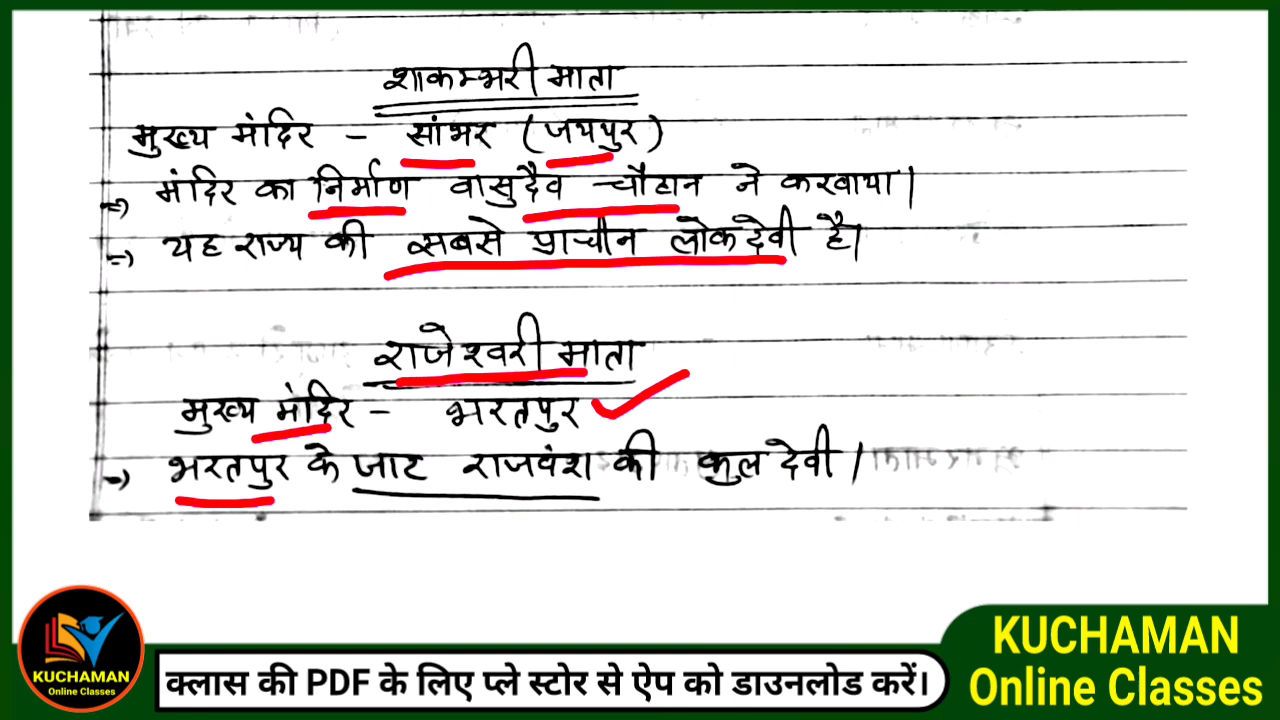 शाकम्भरी माता
मुख्य मंदिर - सांभर (जयपुर)
=> मंदिर का निर्माण वासुदैव चौहान ने करवाया।
=> यह राज्य की सबसे प्राचीन लोकदेवी है।
राजेश्वरी माता
मुख्य मंदिर - भरतपुर
=> भरतपुर के जाट राजवंश की कुल देवी।
KUCHAMAN
Online Classes
क्लास की PDF के लिए प्ले स्टोर से ऐप को डाउनलोड करें।
KUCHAMAN
Online Classes